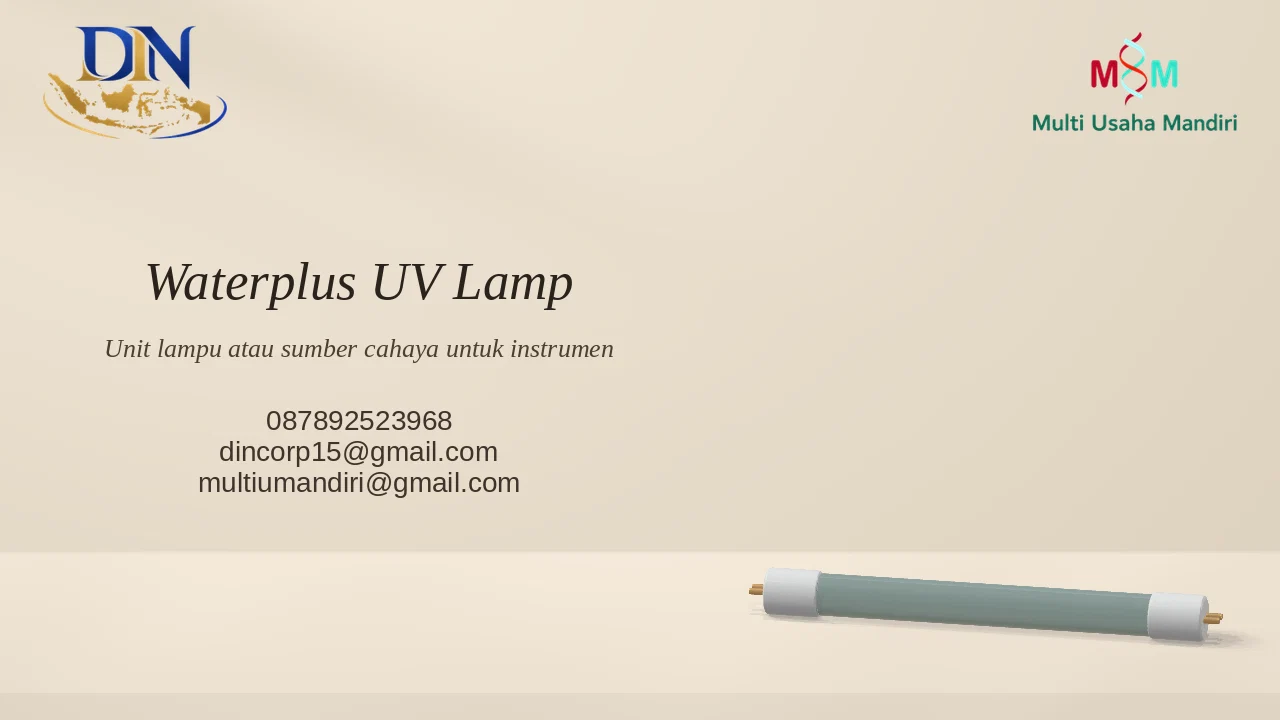 DIN
M M
Multi Usaha Mandiri
Waterplus UV Lamp
Unit lampu atau sumber cahaya untuk instrumen
087892523968
dincorp15@gmail.com
multiumandiri@gmail.com